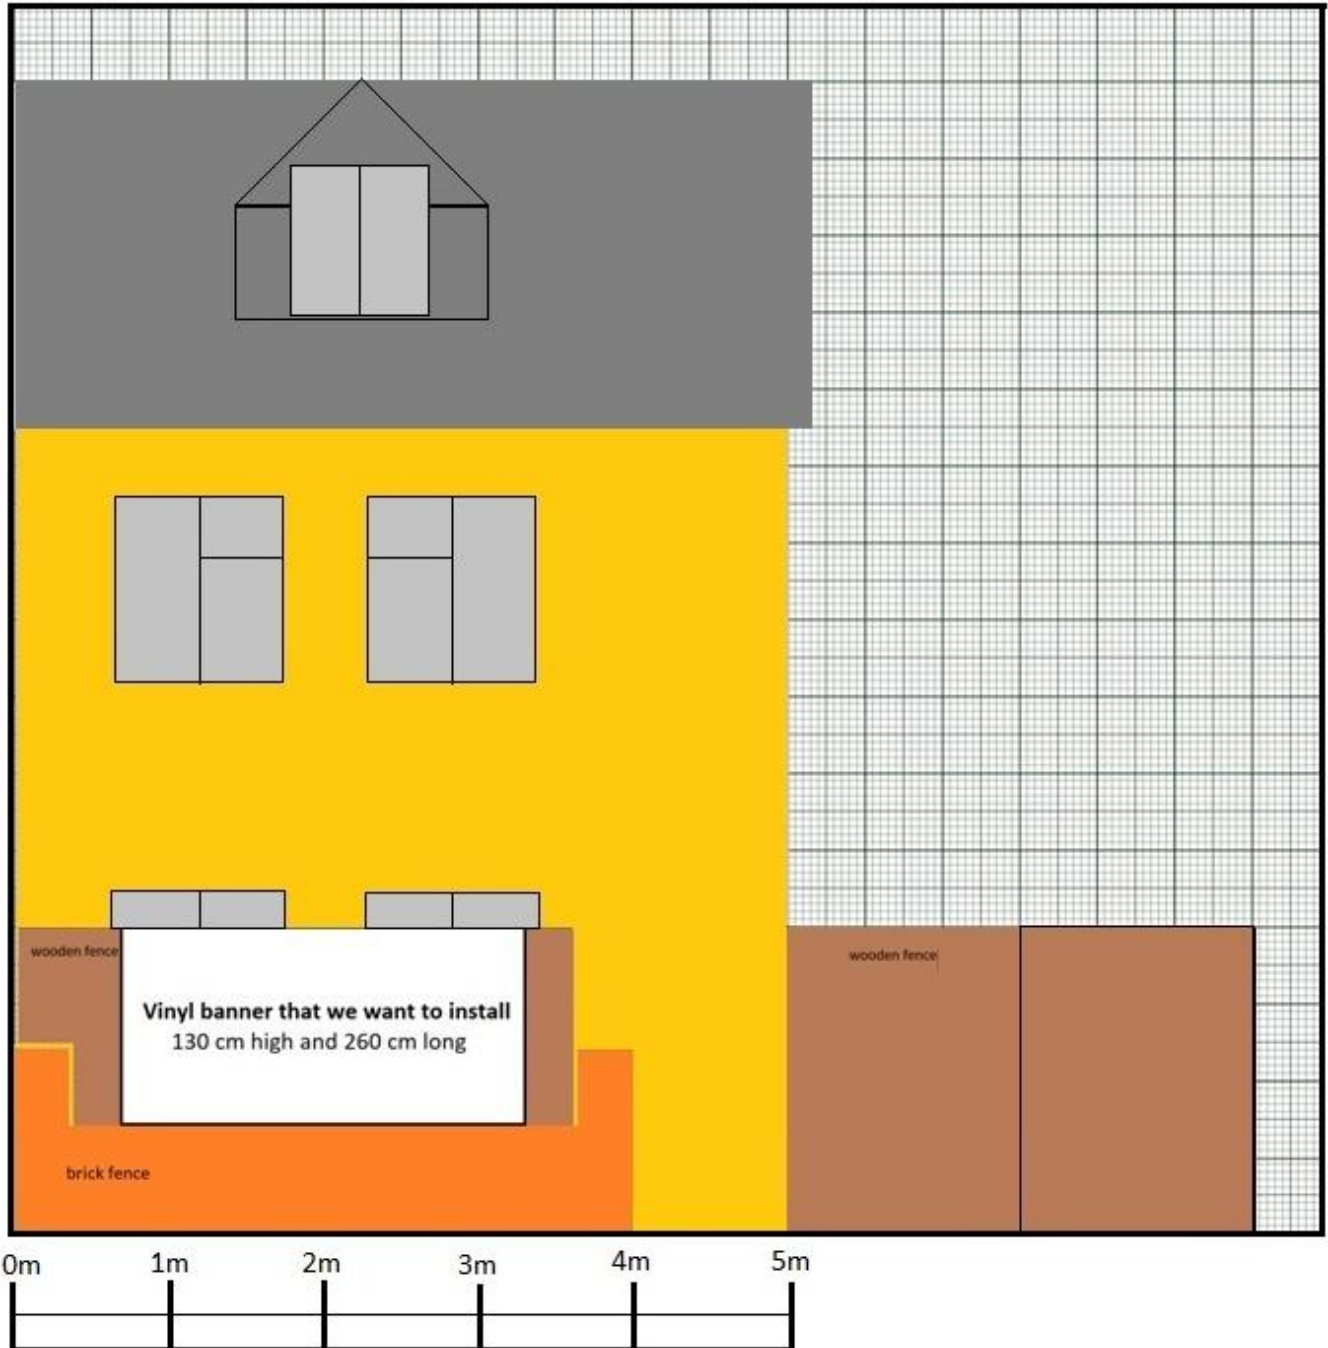 wooden fence
wooden fence
Vinyl banner that we want to install
130 cm high and 260 cm long
brick fence
0m 1m 2m 3m 4m 5m